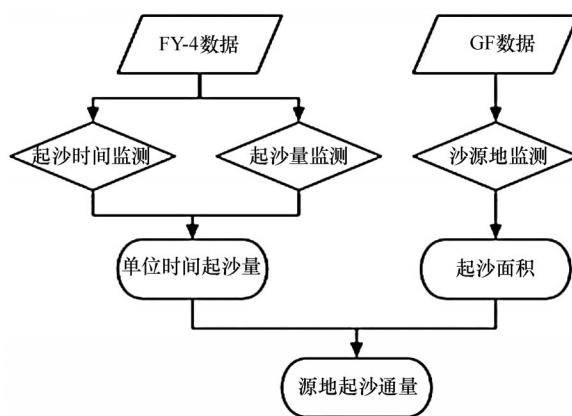 FY-4数据
GF数据
起沙时间监测
起沙量监测
沙源地监测
单位时间起沙量
起沙面积
源地起沙通量